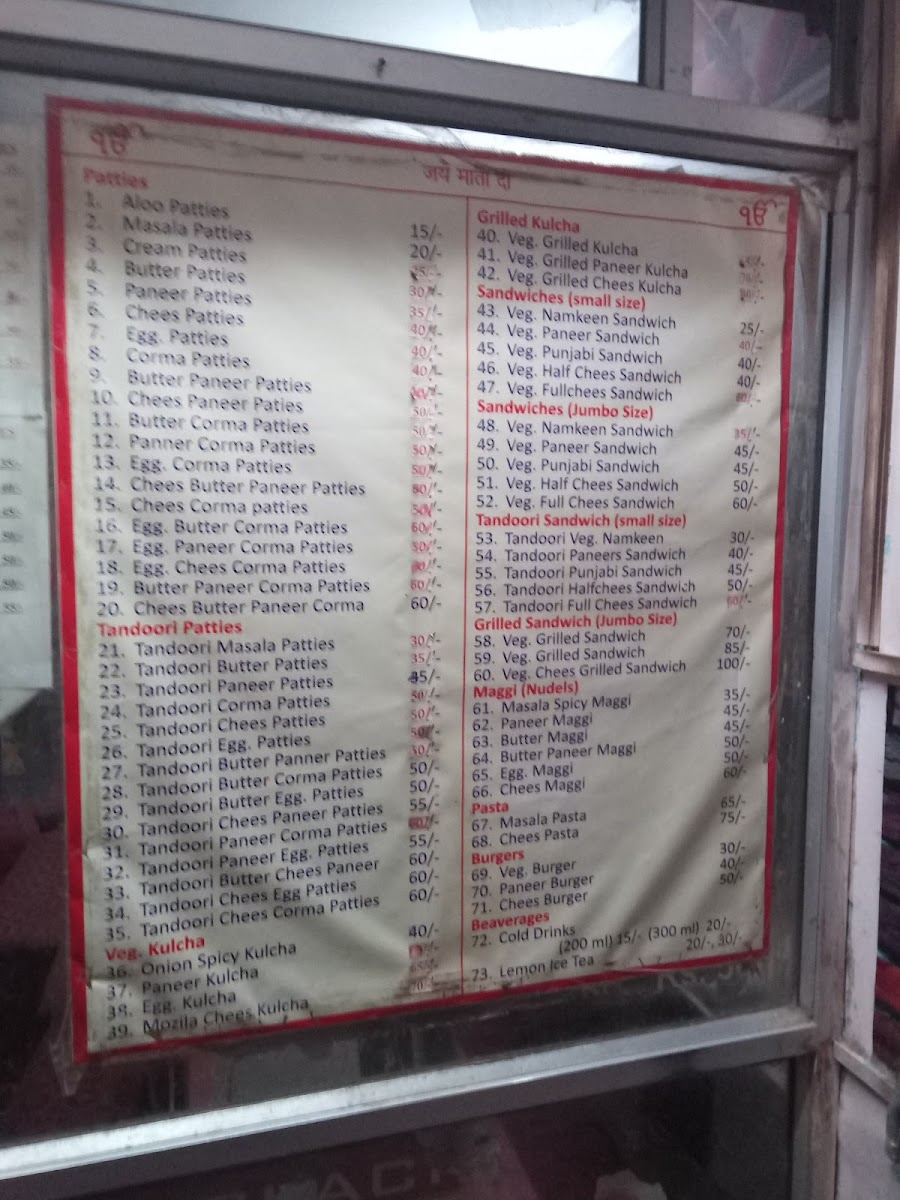 ੴ
जय माता दी
ੴ
Patties
1. Aloo Patties 15/-
2. Masala Patties 20/-
3. Cream Patties
4. Butter Patties 30/-
5. Paneer Patties 35/-
6. Chees Patties 40/-
7. Egg. Patties 40/-
8. Corma Patties 40/-
9. Butter Paneer Patties
10. Chees Paneer Paties 50/-
11. Butter Corma Patties 50/-
12. Panner Corma Patties 50/-
13. Egg. Corma Patties 50/-
14. Chees Butter Paneer Patties 60/-
15. Chees Corma patties 50/-
16. Egg. Butter Corma Patties 60/-
17. Egg. Paneer Corma Patties
18. Egg. Chees Corma Patties
19. Butter Paneer Corma Patties 60/-
20. Chees Butter Paneer Corma 60/-
Tandoori Patties
21. Tandoori Masala Patties 30/-
22. Tandoori Butter Patties 35/-
23. Tandoori Paneer Patties 45/-
24. Tandoori Corma Patties 50/-
25. Tandoori Chees Patties 50/-
26. Tandoori Egg. Patties
27. Tandoori Butter Panner Patties
28. Tandoori Butter Corma Patties 50/-
29. Tandoori Butter Egg. Patties 50/-
30. Tandoori Chees Paneer Patties 55/-
31. Tandoori Paneer Corma Patties
32. Tandoori Paneer Egg. Patties 55/-
33. Tandoori Butter Chees Paneer 60/-
34. Tandoori Chees Egg Patties 60/-
35. Tandoori Chees Corma Patties 60/-
Veg. Kulcha
36. Onion Spicy Kulcha 40/-
37. Paneer Kulcha
38. Egg. Kulcha
39. Mozila Chees Kulcha 70/-
Grilled Kulcha
40. Veg. Grilled Kulcha
41. Veg. Grilled Paneer Kulcha
42. Veg. Grilled Chees Kulcha
Sandwiches (small size)
43. Veg. Namkeen Sandwich 25/-
44. Veg. Paneer Sandwich 40/-
45. Veg. Punjabi Sandwich 40/-
46. Veg. Half Chees Sandwich 40/-
47. Veg. Fullchees Sandwich
Sandwiches (Jumbo Size)
48. Veg. Namkeen Sandwich 35/-
49. Veg. Paneer Sandwich 45/-
50. Veg. Punjabi Sandwich 45/-
51. Veg. Half Chees Sandwich 50/-
52. Veg. Full Chees Sandwich 60/-
Tandoori Sandwich (small size)
53. Tandoori Veg. Namkeen 30/-
54. Tandoori Paneers Sandwich 40/-
55. Tandoori Punjabi Sandwich 45/-
56. Tandoori Halfchees Sandwich 50/-
57. Tandoori Full Chees Sandwich 60/-
Grilled Sandwich (Jumbo Size)
58. Veg. Grilled Sandwich 70/-
59. Veg. Grilled Sandwich 85/-
60. Veg. Chees Grilled Sandwich 100/-
Maggi (Nudels)
61. Masala Spicy Maggi 35/-
62. Paneer Maggi 45/-
63. Butter Maggi 45/-
64. Butter Paneer Maggi 50/-
65. Egg. Maggi 50/-
66. Chees Maggi 60/-
Pasta
67. Masala Pasta 65/-
68. Chees Pasta 75/-
Burgers
69. Veg. Burger 30/-
70. Paneer Burger 40/-
71. Chees Burger 50/-
Beaverages
72. Cold Drinks
(200 ml) 15/- (300 ml) 20/-
73. Lemon Ice Tea 20/-, 30/-